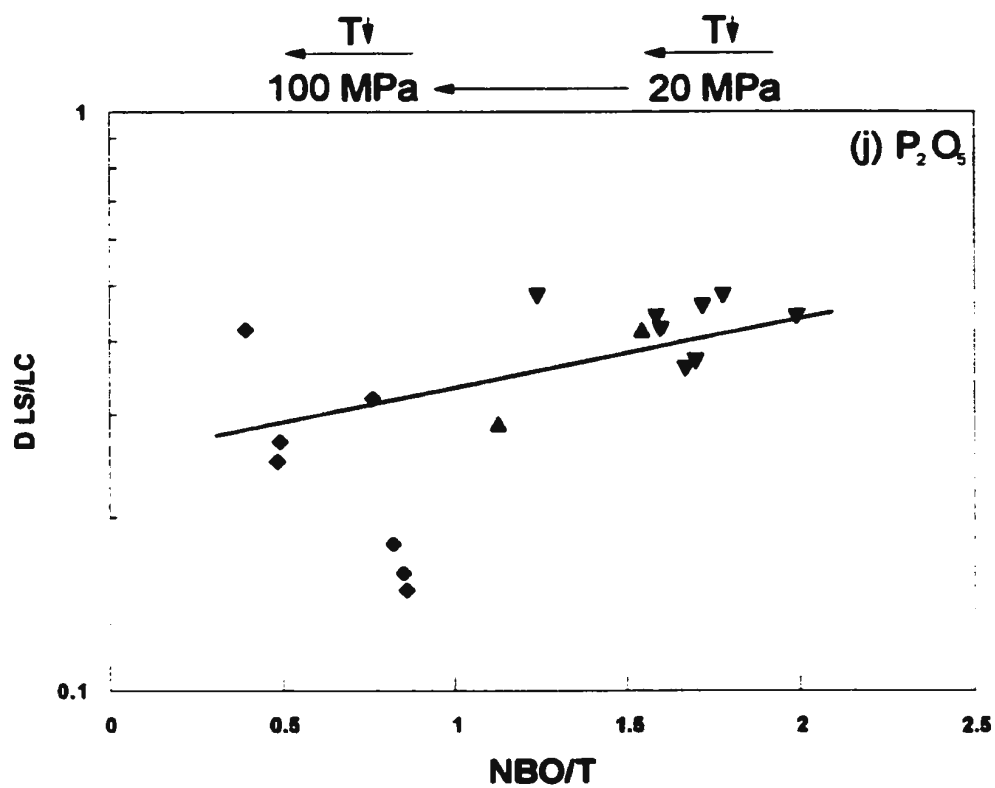 T T
100 MPa 20 MPa
1
(j) P₂O₅
D LS/LC
0.1
0 0.5 1 1.5 2 2.5
NBO/T